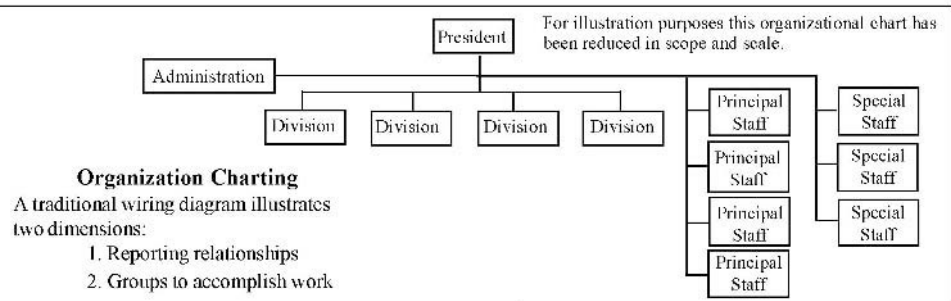 President
For illustration purposes this organizational chart has
been reduced in scope and scale.
Administration
Division
Division
Division
Division
Principal
Staff
Special
Staff
Principal
Staff
Special
Staff
Principal
Staff
Special
Staff
Principal
Staff
Organization Charting
A traditional wiring diagram illustrates
two dimensions:
1. Reporting relationships
2. Groups to accomplish work